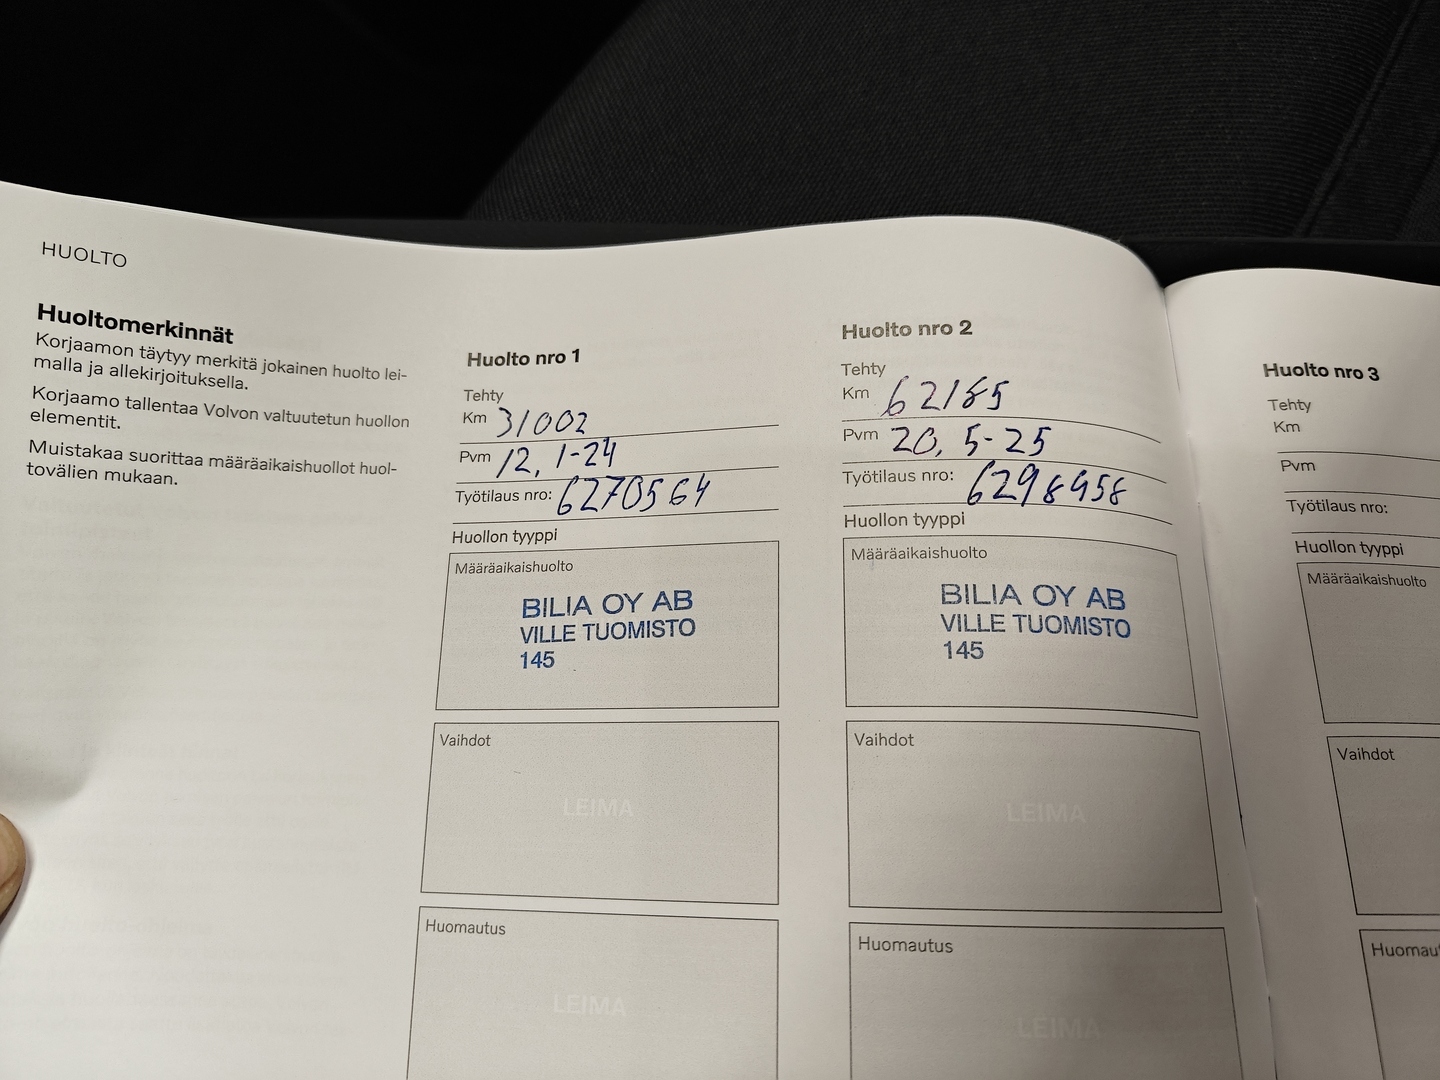 HUOLTO
Huoltomerkinnät
Korjaamon täytyy merkitä jokainen huolto lei-
malla ja allekirjoituksella.
Korjaamo tallentaa Volvon valtuutetun huollon
elementit.
Muistakaa suorittaa määräaikaishuollot huol-
tovälien mukaan.
Huolto nro 1
Tehty
Km 31002
Pvm 12, 1-24
Työtilaus nro: 6270564
Huollon tyyppi
Määräaikaishuolto
BILIA OY AB
VILLE TUOMISTO
145
Vaihdot
LEIMA
Huomautus
LEIMA
Huolto nro 2
Tehty
Km 62185
Pvm 20, 5-25
Työtilaus nro: 6298958
Huollon tyyppi
Määräaikaishuolto
BILIA OY AB
VILLE TUOMISTO
145
Vaihdot
LEIMA
Huomautus
LEIMA
Huolto nro 3
Tehty
Km
Pvm
Työtilaus nro:
Huollon tyyppi
Määräaikaishuolto
Vaihdot
Huomau